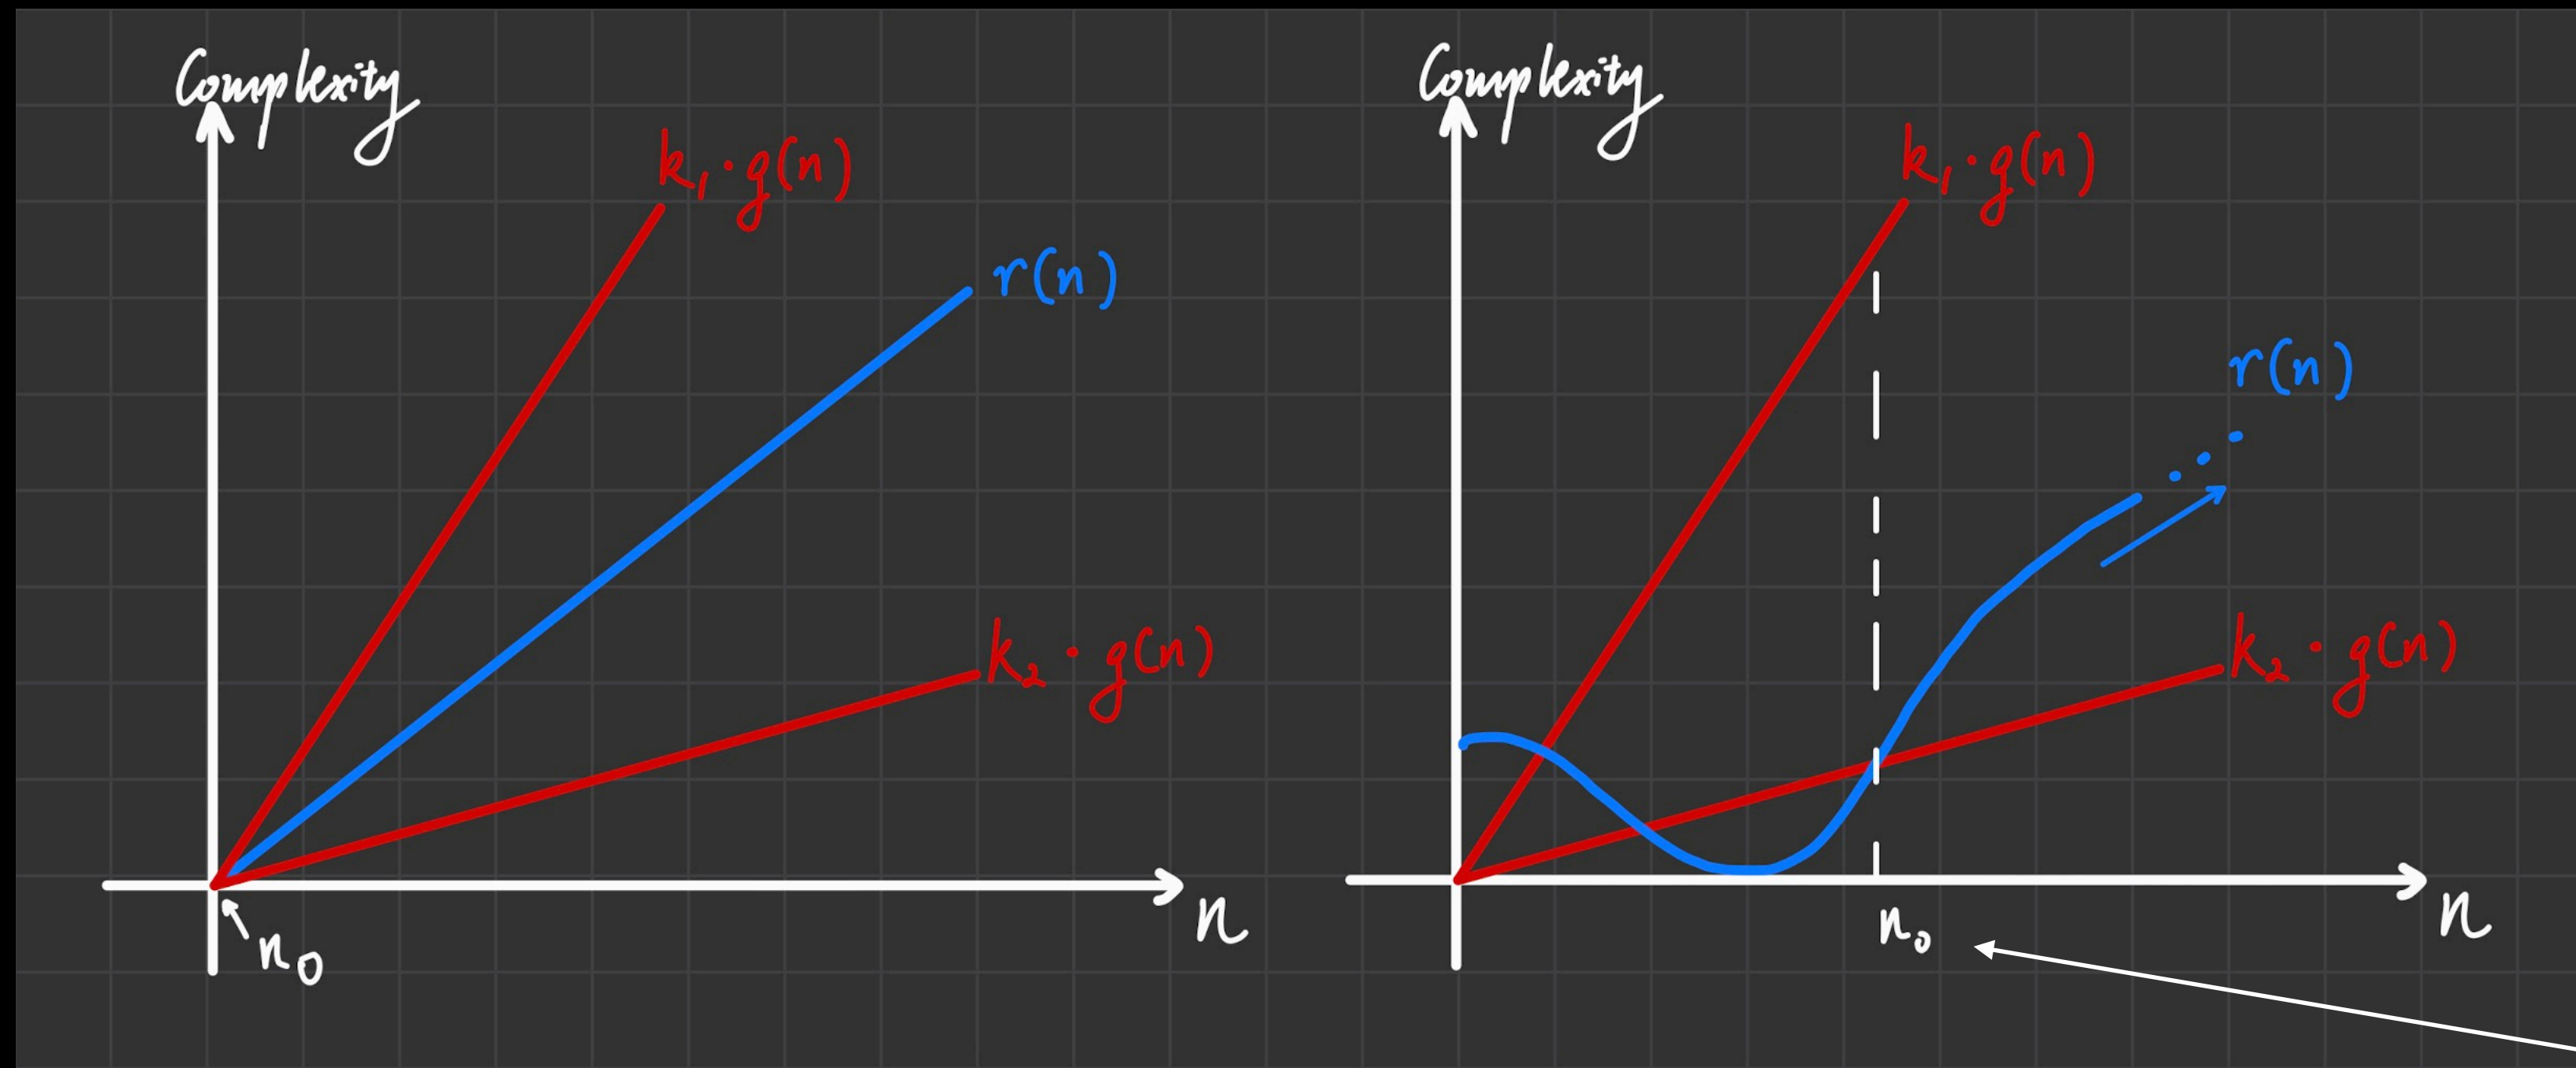 Complexity
k₁ · g(n)
r(n)
k₂ · g(n)
n
n₀
Complexity
k₁ · g(n)
r(n)
k₂ · g(n)
n
n₀